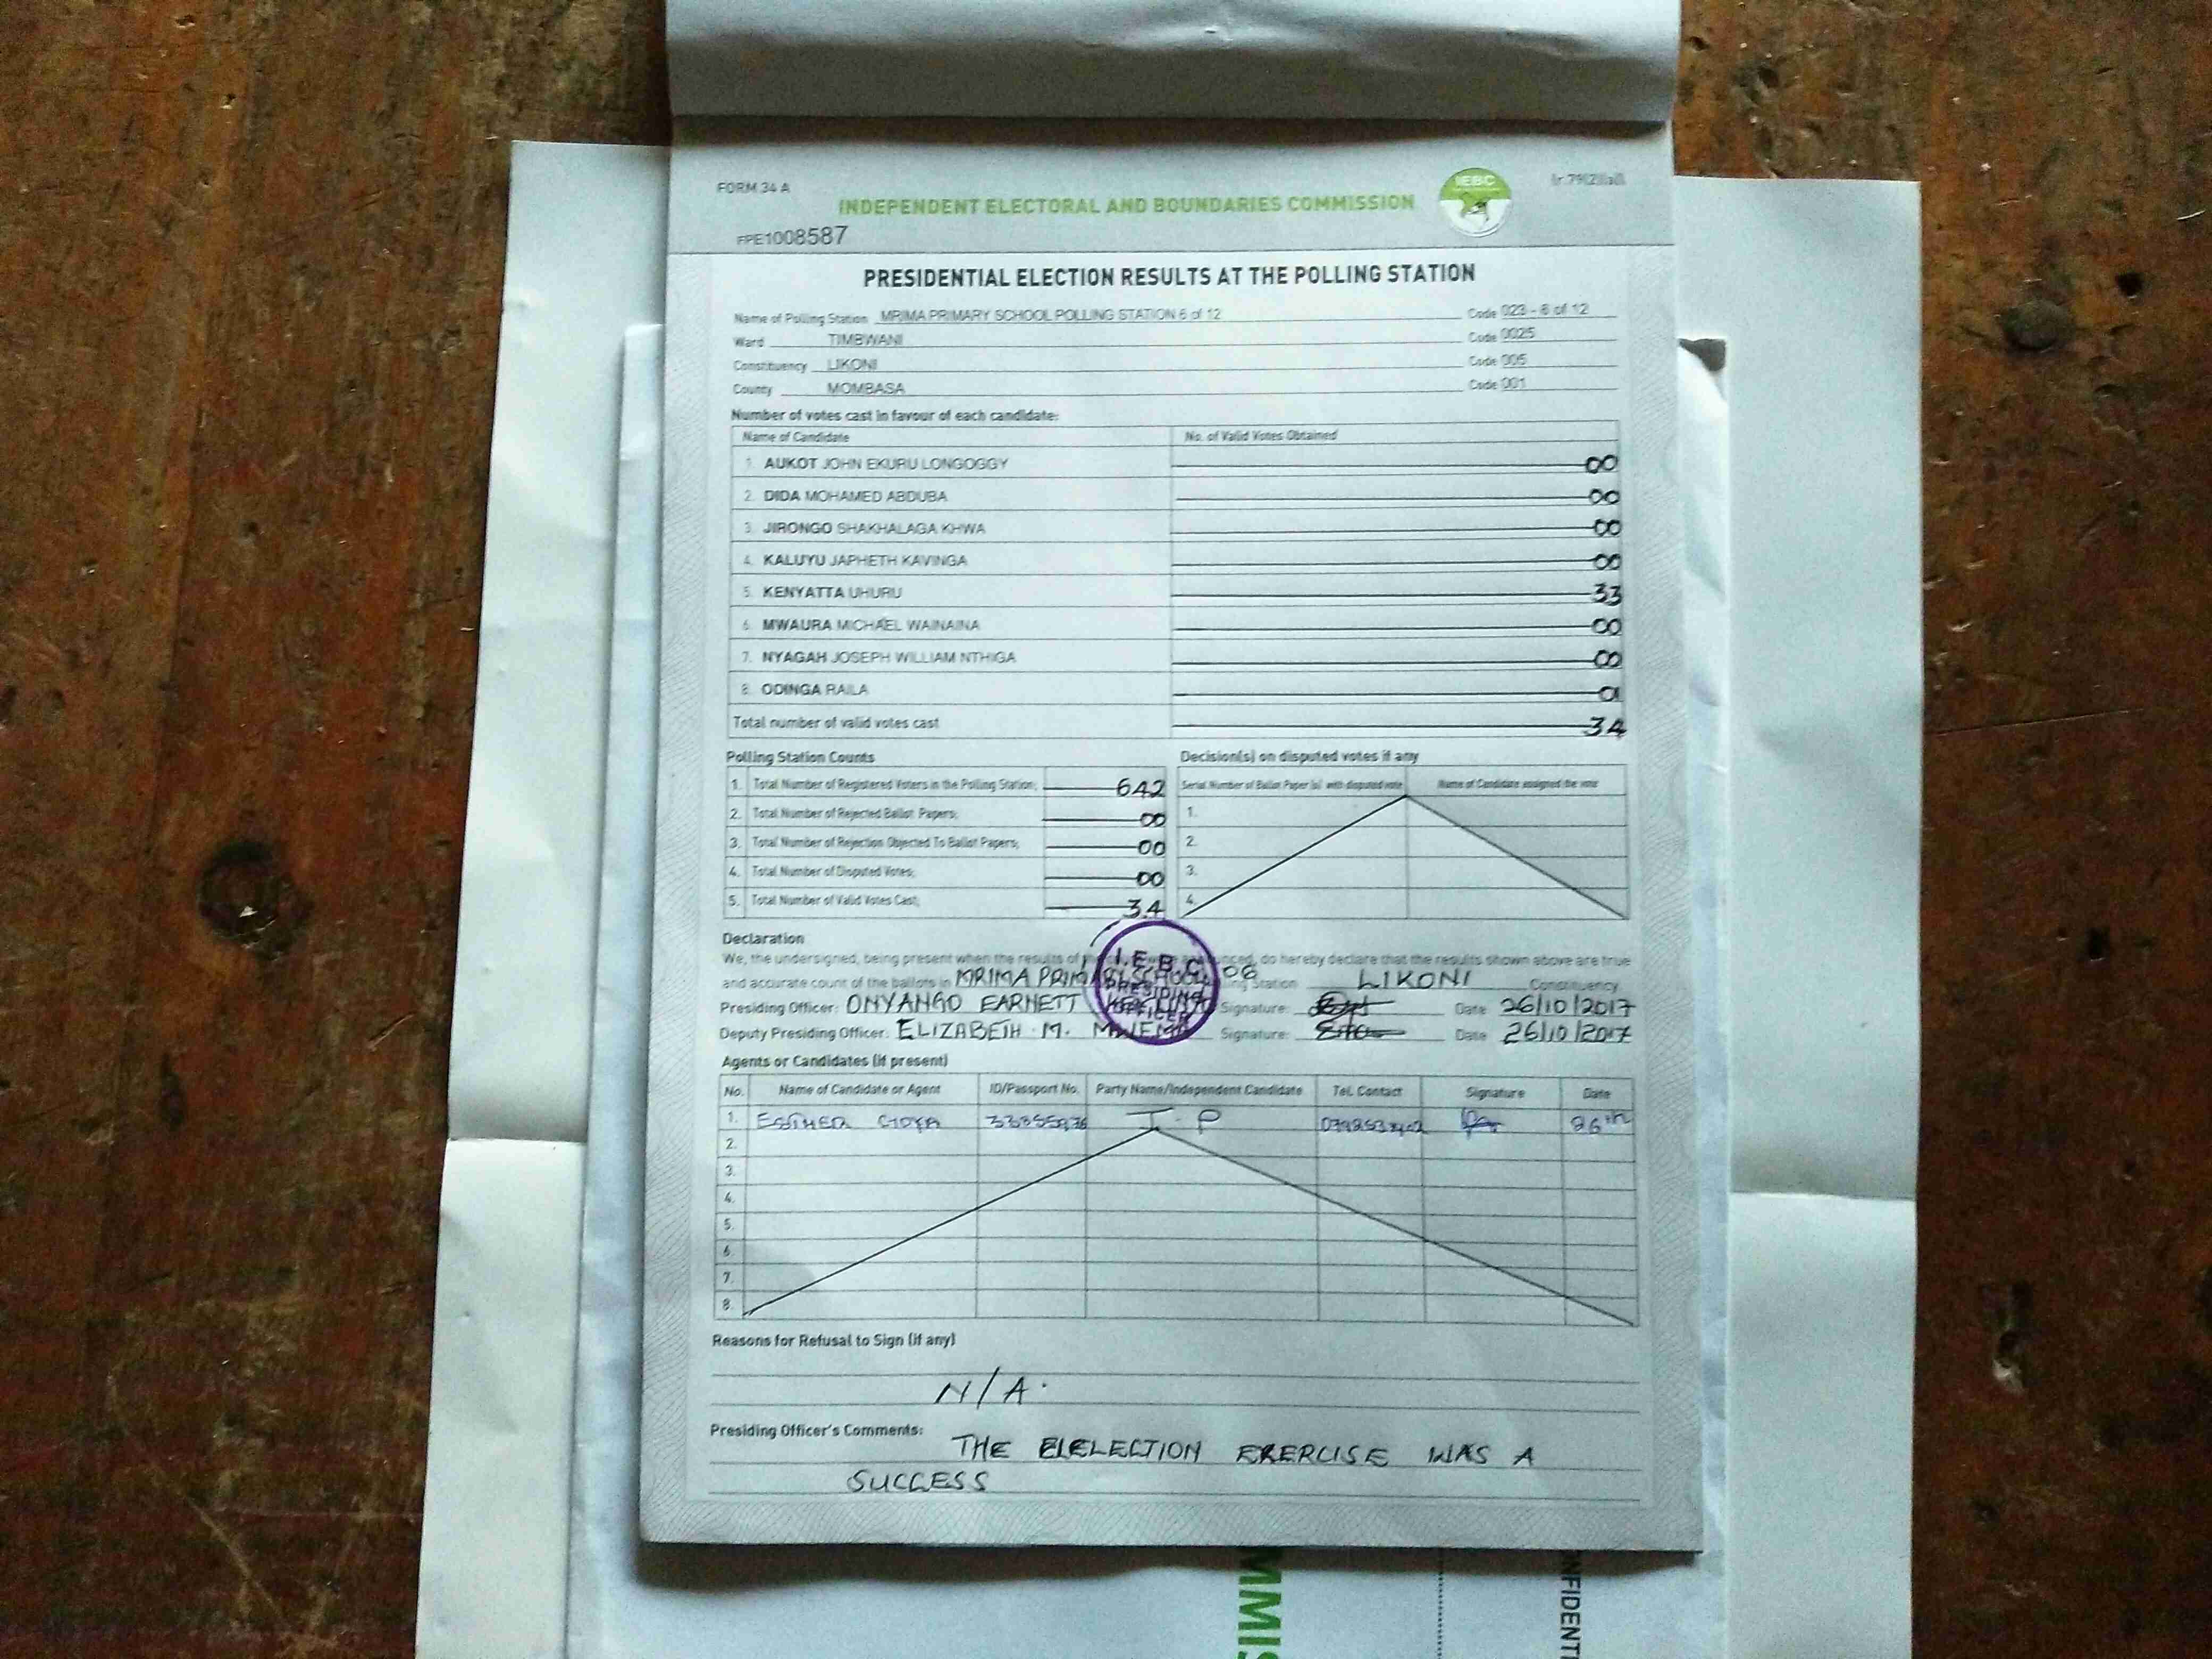 FORM 34 A
INDEPENDENT ELECTORAL AND BOUNDARIES COMMISSION
IEBC
FPE1008587
PRESIDENTIAL ELECTION RESULTS AT THE POLLING STATION
Name of Polling Station MRIMA PRIMARY SCHOOL POLLING STATION 6 of 12 Code 023 - 6 of 12
Ward TIMBWANI Code 0025
Constituency LIKONI Code 005
County MOMBASA Code 001
Number of votes cast in favour of each candidate:
Name of Candidate No. of Valid Votes Obtained
1. AUKOT JOHN EKURU LONGOGGY 00
2. DIDA MOHAMED ABDUBA 00
3. JIRONGO SHAKHALAGA KHWA 00
4. KALUYU JAPHETH KAVINGA 00
5. KENYATTA UHURU 33
6. MWAURA MICHAEL WAINAINA 00
7. NYAGAH JOSEPH WILLIAM NTHIGA 00
8. ODINGA RAILA 01
Total number of valid votes cast 34
Polling Station Counts Decision(s) on disputed votes if any
1. Total Number of Registered Voters in the Polling Station; 642 Serial Number of Ballot Paper (s) with disputed vote Name of Candidate assigned the vote
2. Total Number of Rejected Ballot Papers; 00 1.
3. Total Number of Rejection Objected To Ballot Papers; 00 2.
4. Total Number of Disputed Votes; 00 3.
5. Total Number of Valid Votes Cast; 34 4.
Declaration
We, the undersigned, being present when the results of the announced, do hereby declare that the results shown above are true
and accurate count of the ballots in MRIMA PRIMARY SCHOOL 06 Station LIKONI Constituency
I.E.B.C
PRESIDING
OFFICER
Presiding Officer: ONYANGO EARNETT Signature: Date 26/10/2017
Deputy Presiding Officer: ELIZABETH M. Signature: Date 26/10/2017
Agents or Candidates (if present)
No. Name of Candidate or Agent ID/Passport No. Party Name/Independent Candidate Tel. Contact Signature Date
1. ESTHER J.P 26th
2.
3.
4.
5.
6.
7.
8.
Reasons for Refusal to Sign (if any)
N/A.
Presiding Officer's Comments: THE ELELECTION EXERCISE WAS A
SUCCESS
MMIS
NFIDENTI